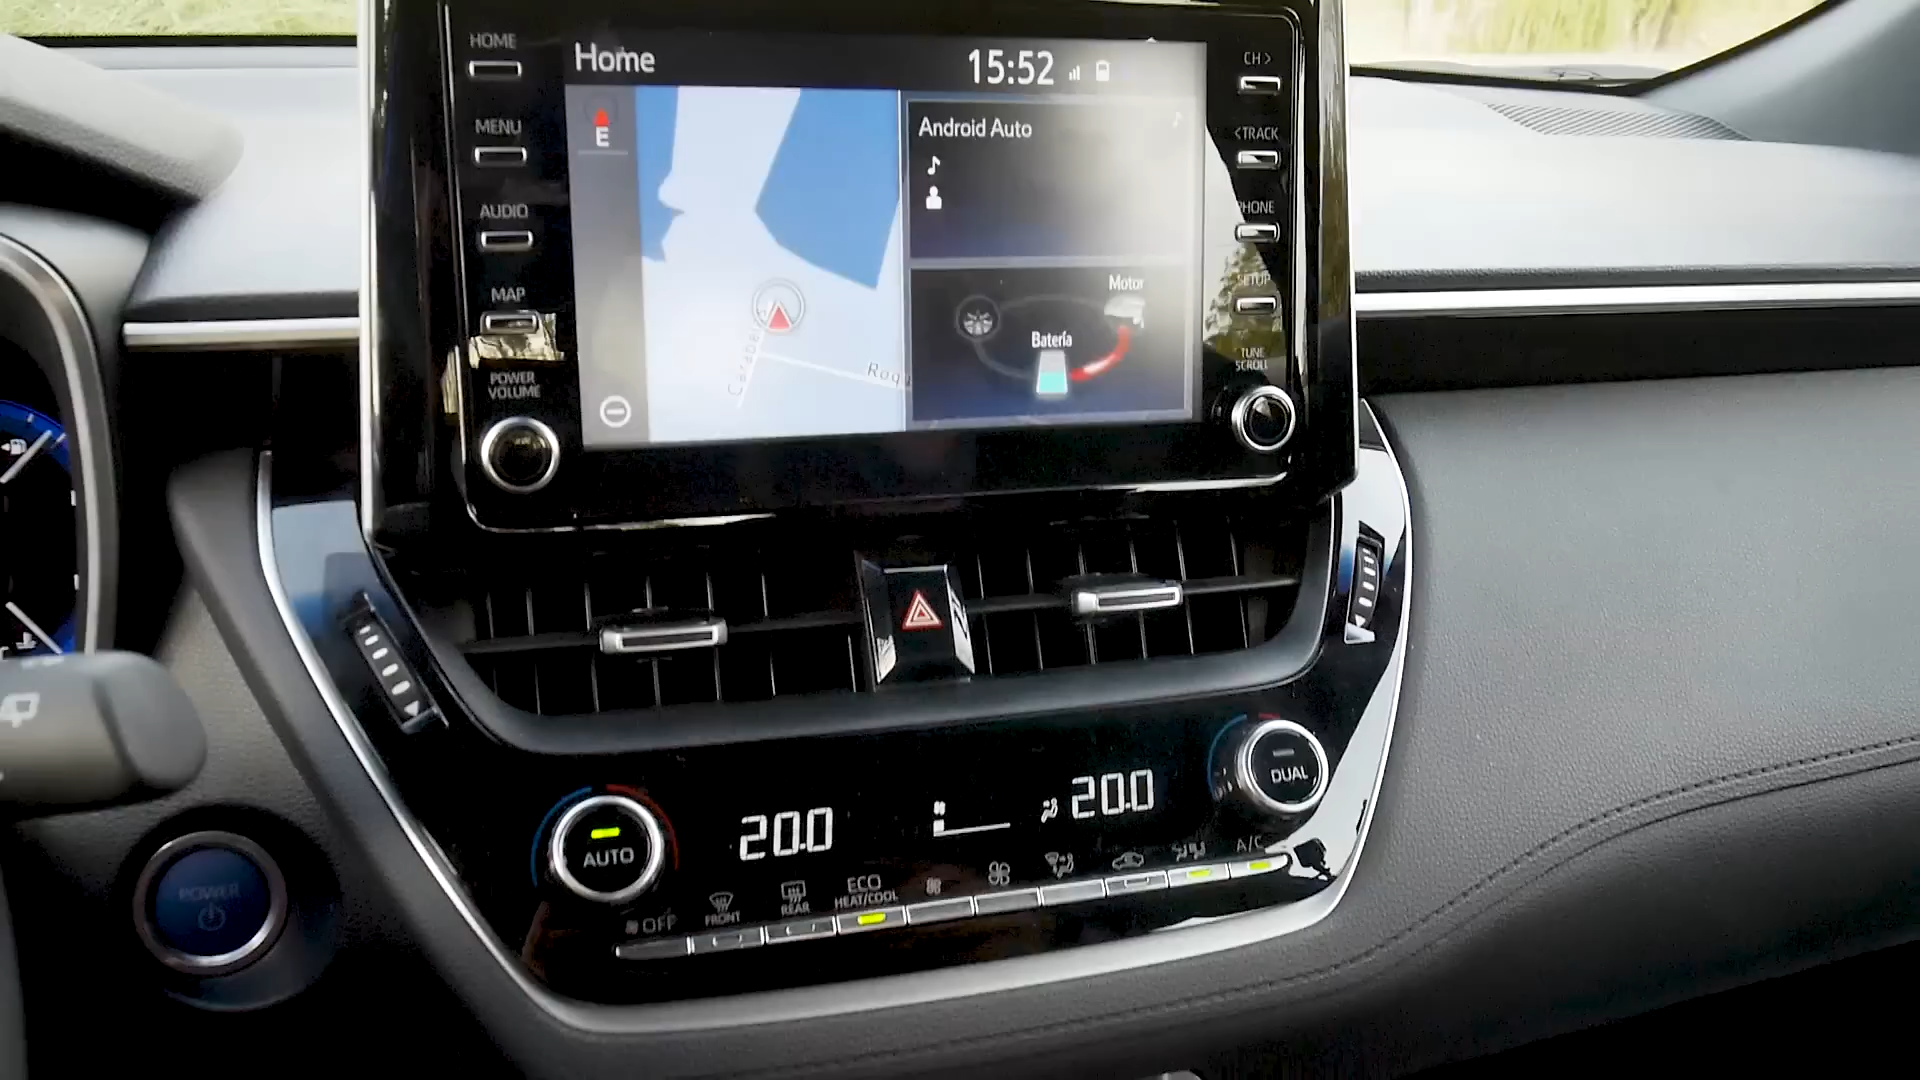 HOME
MENU
AUDIO
MAP
POWER
VOLUME
Home
15:52
E
Android Auto
Motor
Batería
CH >
< TRACK
PHONE
SETUP
TUNE
SCROLL
AUTO
20.0
20.0
DUAL
OFF
FRONT
REAR
ECO
HEAT/COOL
A/C
POWER